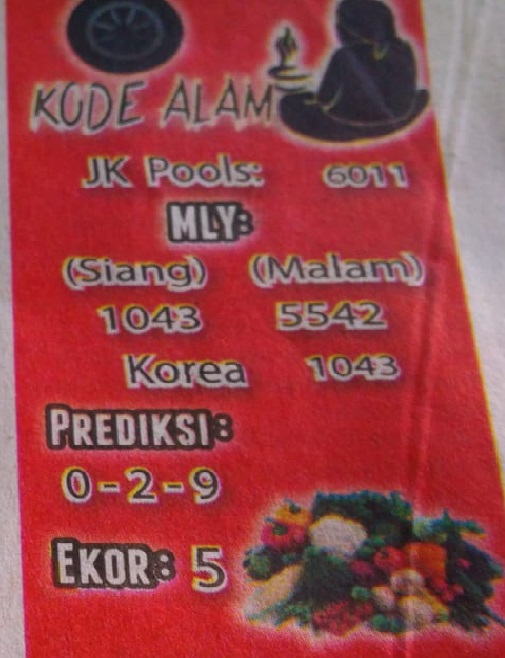 KODE ALAM
JK Pools: 6011
MLY:
(Siang) (Malam)
1043 5542
Korea 1043
PREDIKSI:
0-2-9
EKOR: 5